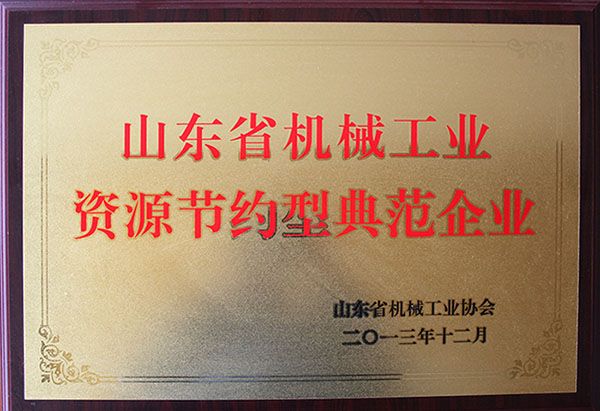 山东省机械工业
资源节约型典范企业
山东省机械工业协会
二〇一三年十二月